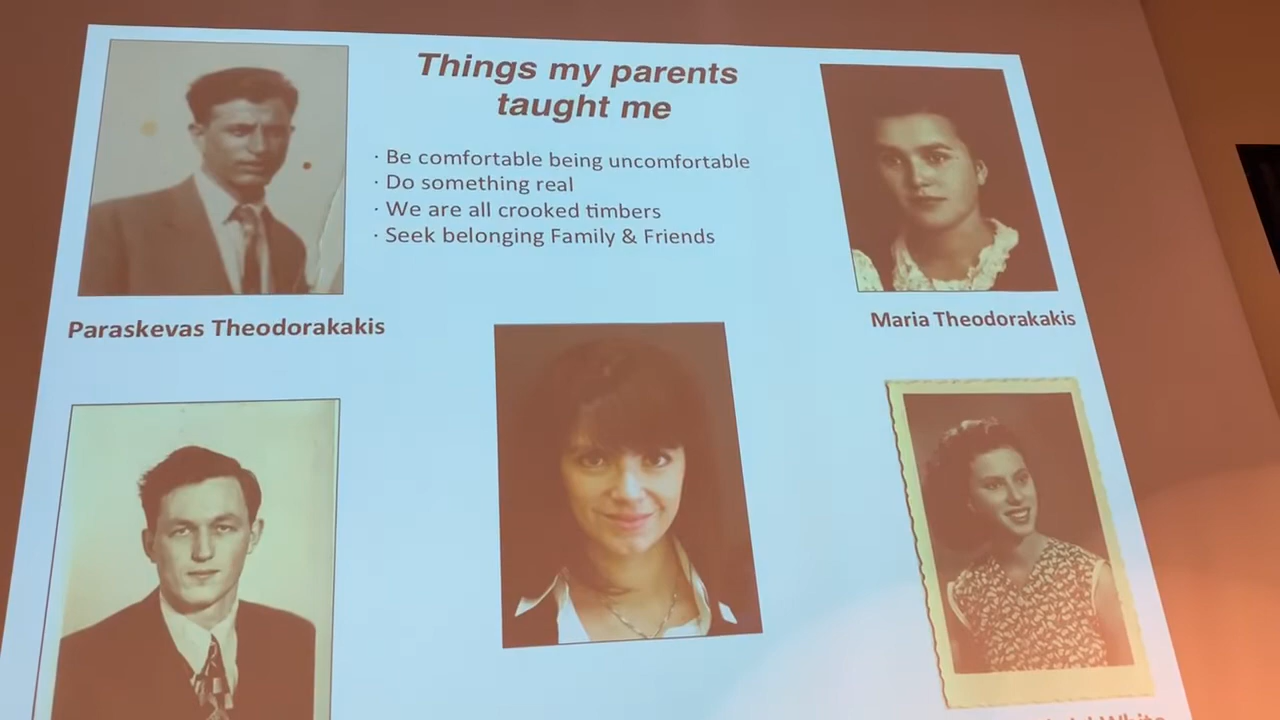 Things my parents
taught me
· Be comfortable being uncomfortable
· Do something real
· We are all crooked timbers
· Seek belonging Family & Friends
Paraskevas Theodorakakis
Maria Theodorakakis
White